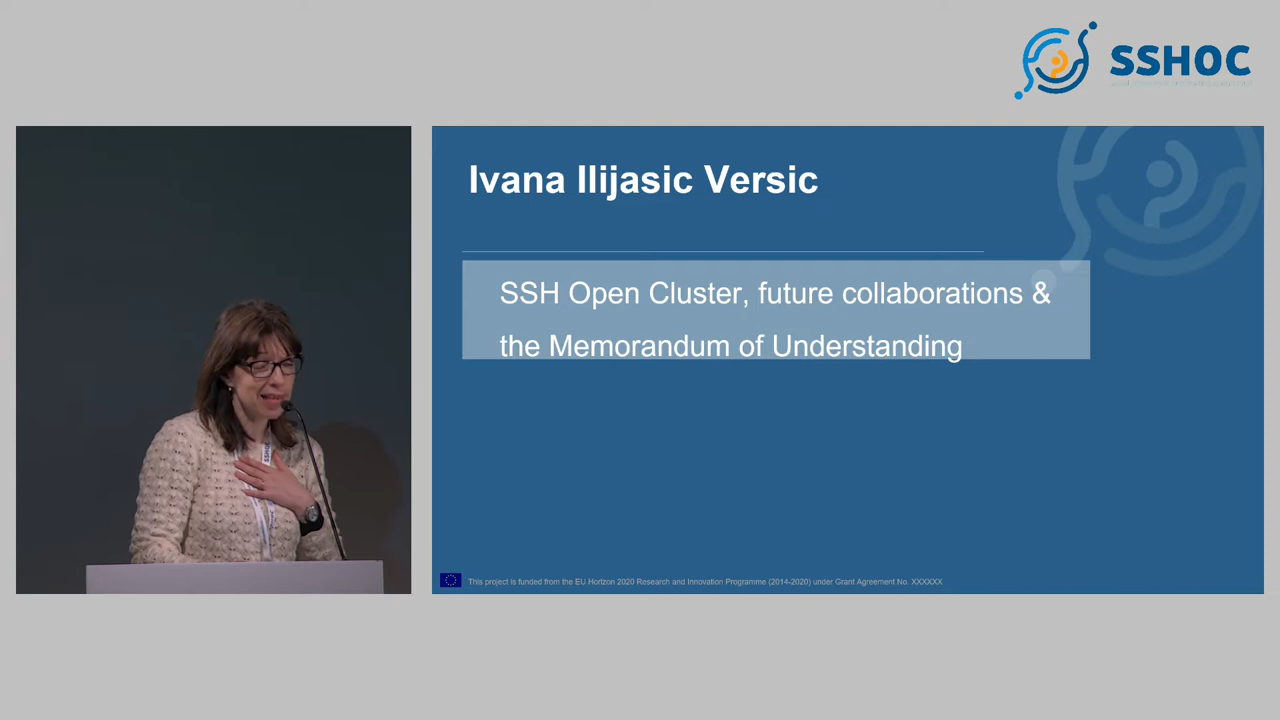 SSHOC
Ivana Ilijasic Versic
SSH Open Cluster, future collaborations &
the Memorandum of Understanding
SSHOC
This project is funded from the EU Horizon 2020 Research and Innovation Programme (2014-2020) under Grant Agreement No. XXXXXX